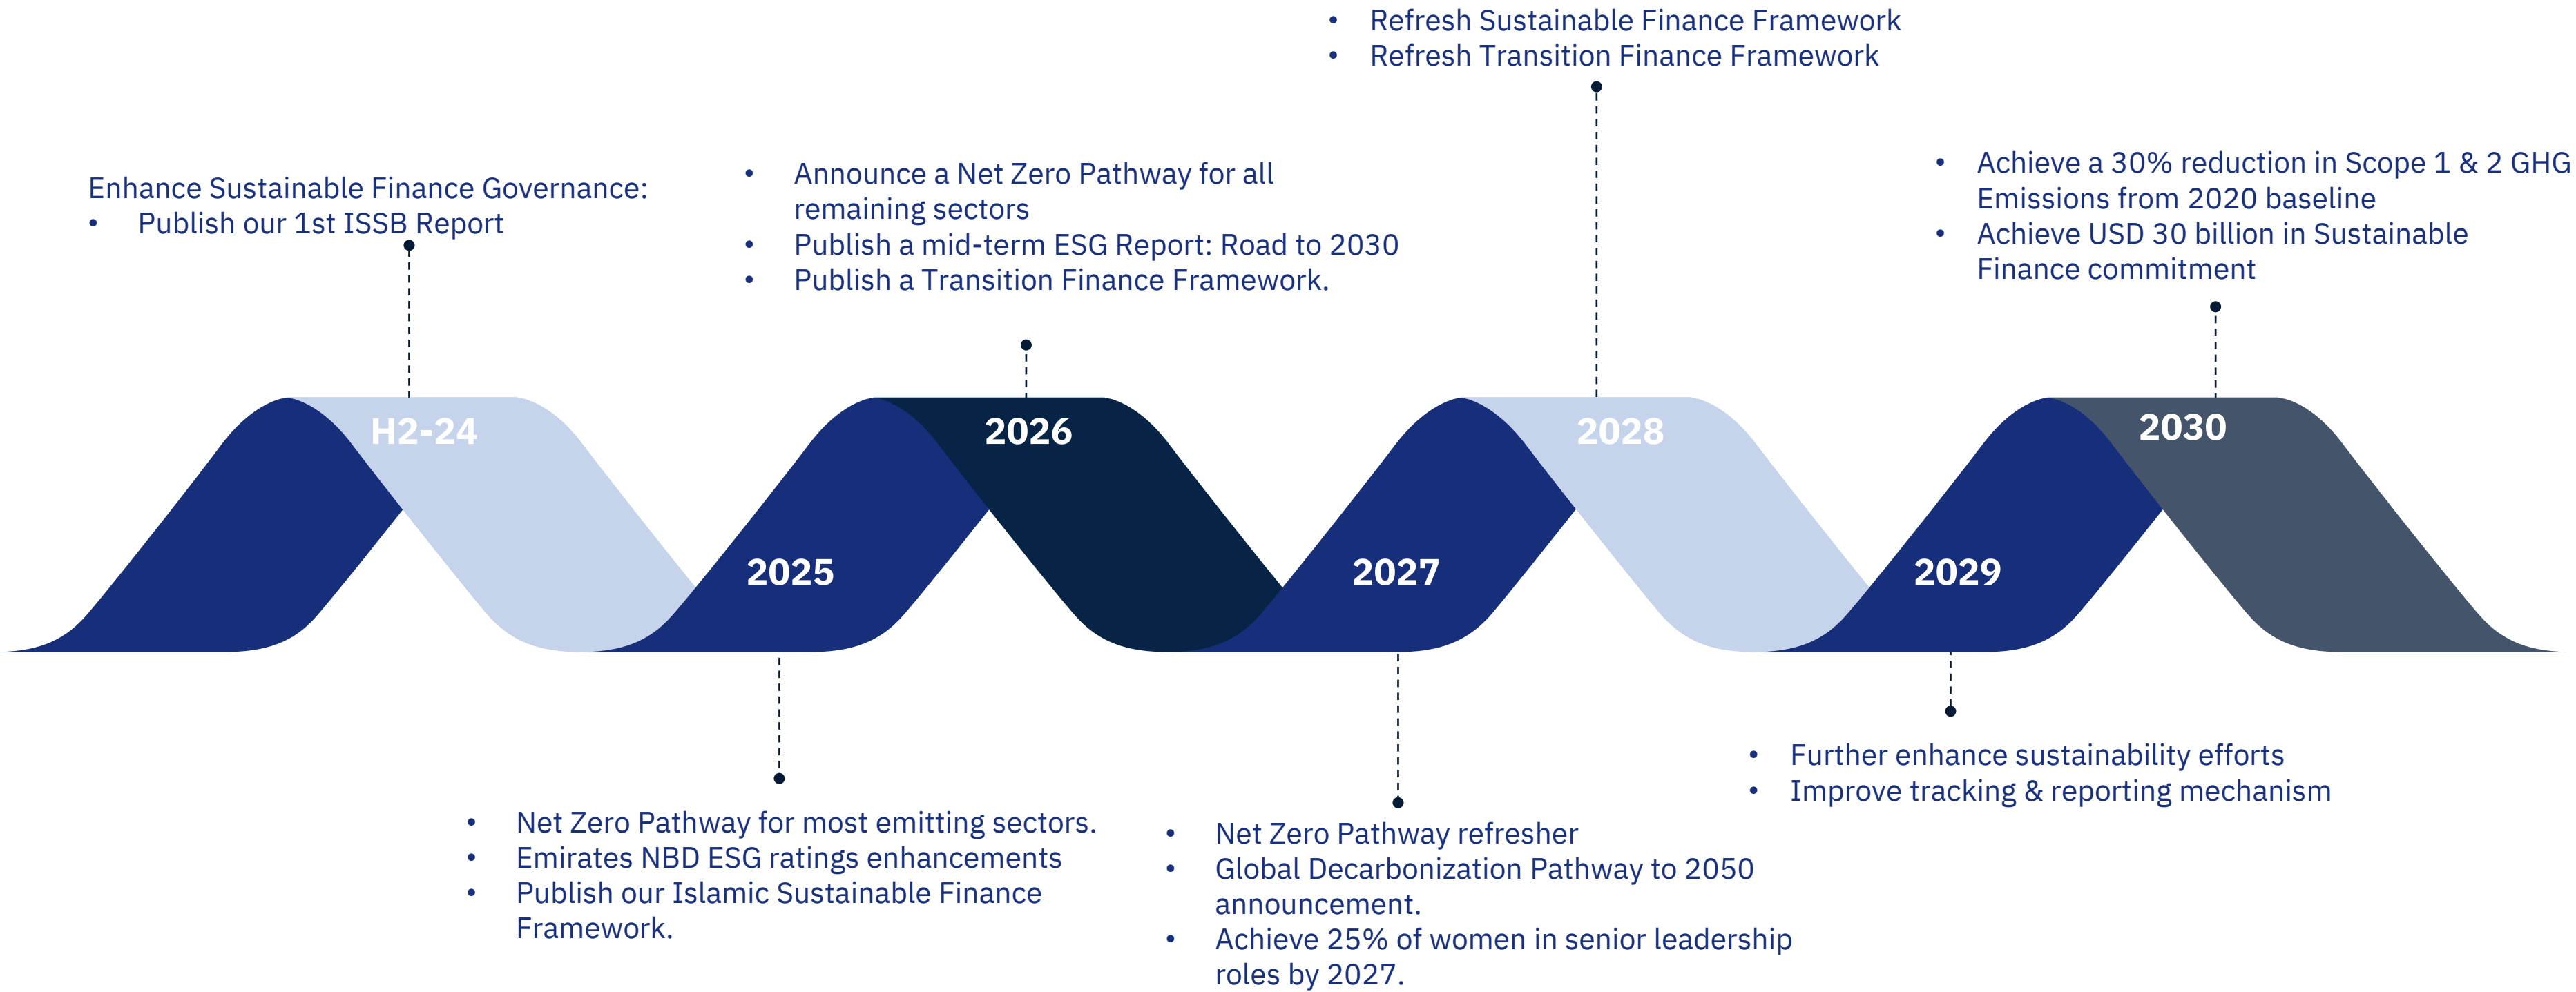 Enhance Sustainable Finance Governance:
• Publish our 1st ISSB Report
H2-24
2025
• Net Zero Pathway for most emitting sectors.
• Emirates NBD ESG ratings enhancements
• Publish our Islamic Sustainable Finance
Framework.
• Announce a Net Zero Pathway for all
remaining sectors
• Publish a mid-term ESG Report: Road to 2030
• Publish a Transition Finance Framework.
2026
2027
• Net Zero Pathway refresher
• Global Decarbonization Pathway to 2050
announcement.
• Achieve 25% of women in senior leadership
roles by 2027.
• Refresh Sustainable Finance Framework
• Refresh Transition Finance Framework
2028
2029
• Further enhance sustainability efforts
• Improve tracking & reporting mechanism
• Achieve a 30% reduction in Scope 1 & 2 GHG
Emissions from 2020 baseline
• Achieve USD 30 billion in Sustainable
Finance commitment
2030